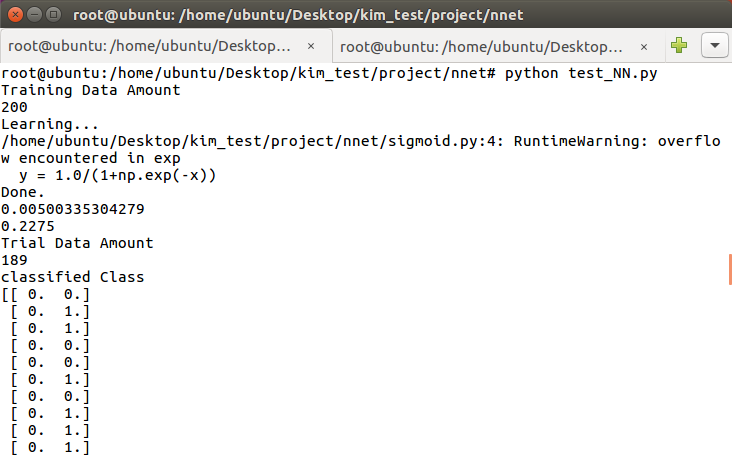 root@ubuntu: /home/ubuntu/Desktop/kim_test/project/nnet
root@ubuntu: /home/ubuntu/Desktop... × root@ubuntu: /home/ubuntu/Desktop... ×
root@ubuntu:/home/ubuntu/Desktop/kim_test/project/nnet# python test_NN.py
Training Data Amount
200
Learning...
/home/ubuntu/Desktop/kim_test/project/nnet/sigmoid.py:4: RuntimeWarning: overflo
w encountered in exp
  y = 1.0/(1+np.exp(-x))
Done.
0.00500335304279
0.2275
Trial Data Amount
189
classified Class
[[ 0.  0.]
 [ 0.  1.]
 [ 0.  1.]
 [ 0.  0.]
 [ 0.  0.]
 [ 0.  1.]
 [ 0.  0.]
 [ 0.  1.]
 [ 0.  1.]
 [ 0.  1.]